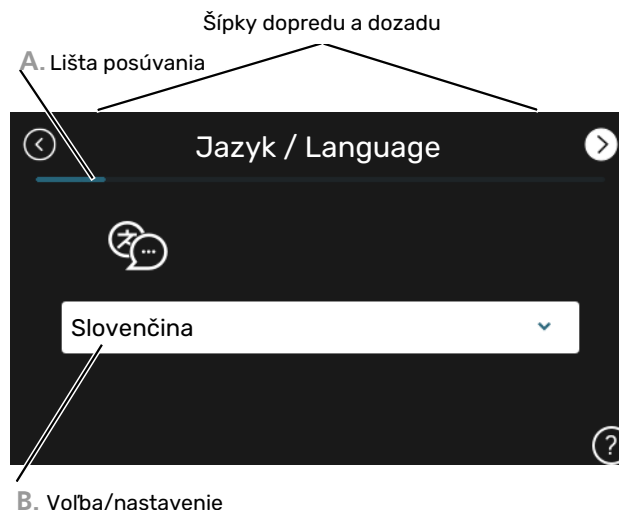 Šípky dopredu a dozadu
A. Lišta posúvania
Jazyk / Language
Slovenčina
?
B. Voľba/nastavenie